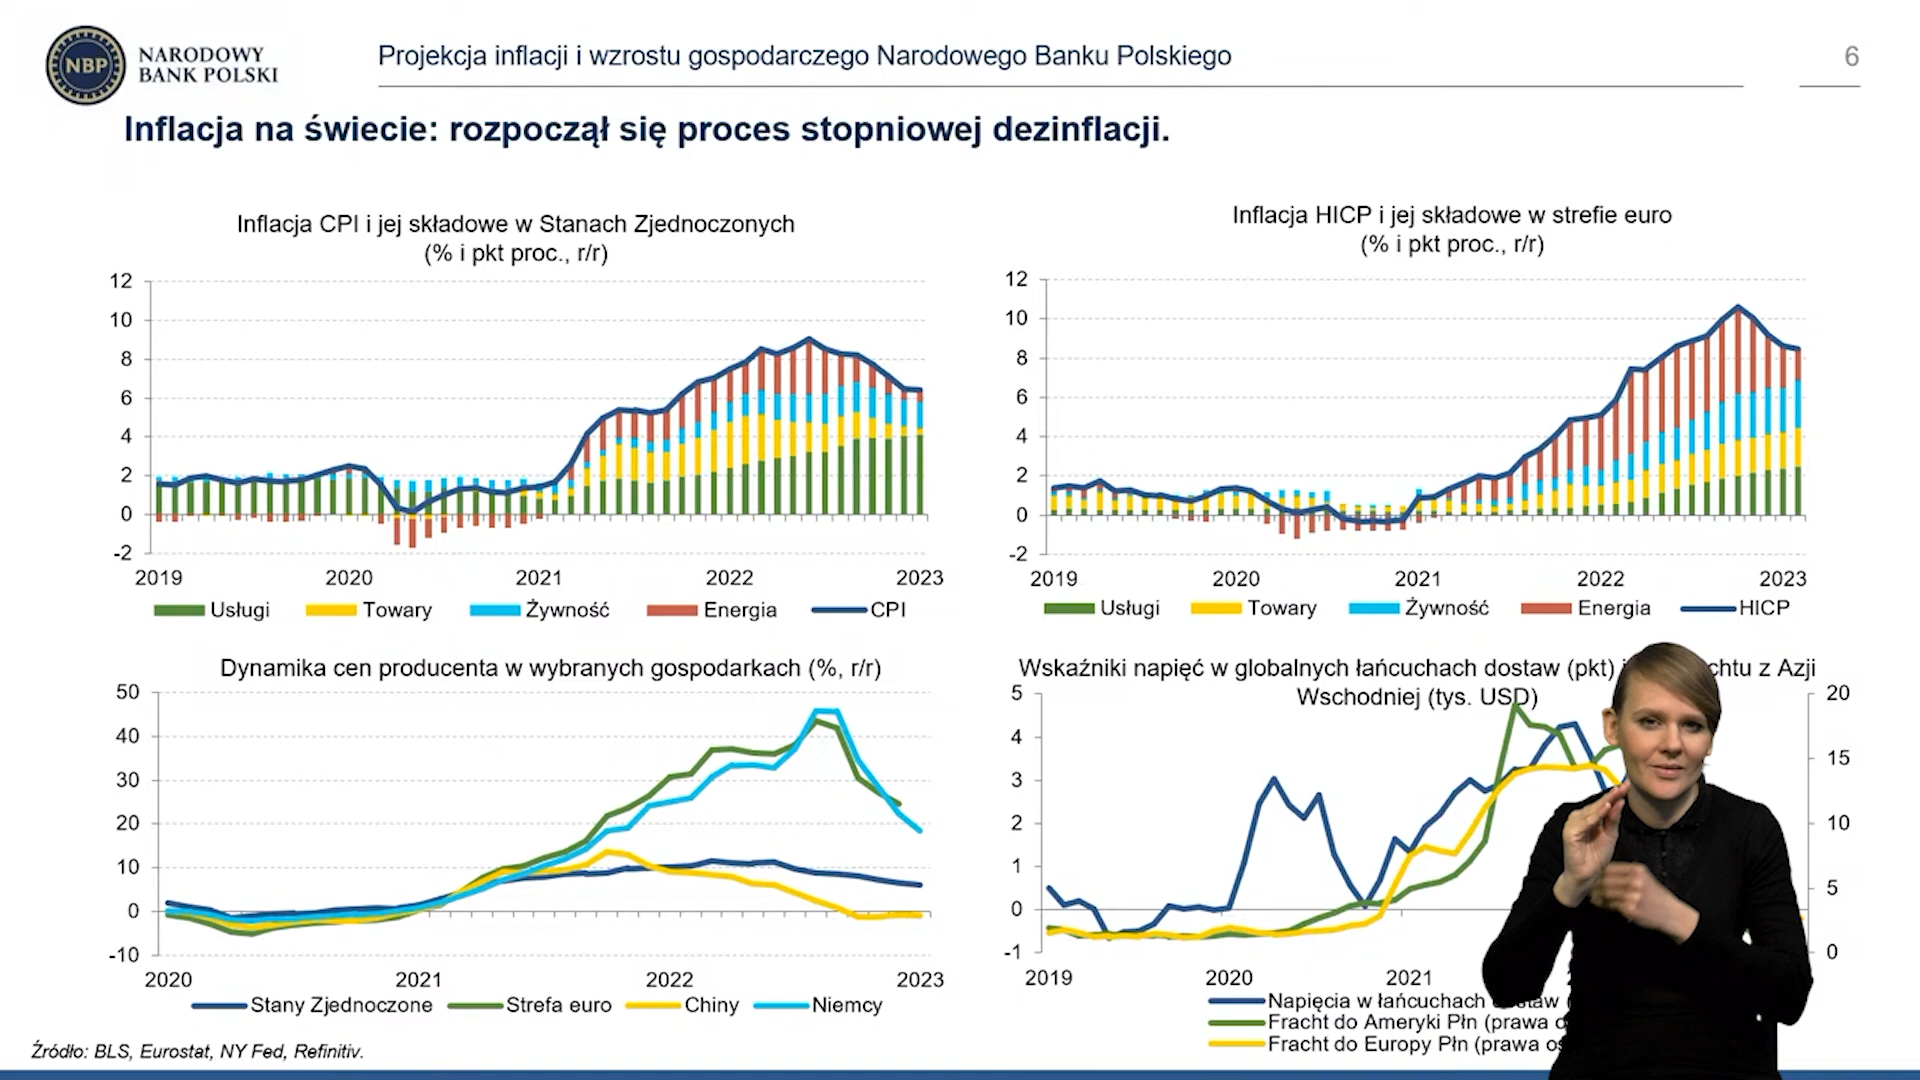 NBP
NARODOWY
BANK POLSKI
Projekcja inflacji i wzrostu gospodarczego Narodowego Banku Polskiego
6
Inflacja na świecie: rozpoczął się proces stopniowej dezinflacji.
Inflacja CPI i jej składowe w Stanach Zjednoczonych
(% i pkt proc., r/r)
12
10
8
6
4
2
0
-2
2019 2020 2021 2022 2023
Usługi Towary Żywność Energia CPI
Inflacja HICP i jej składowe w strefie euro
(% i pkt proc., r/r)
12
10
8
6
4
2
0
-2
2019 2020 2021 2022 2023
Usługi Towary Żywność Energia HICP
Dynamika cen producenta w wybranych gospodarkach (%, r/r)
50
40
30
20
10
0
-10
2020 2021 2022 2023
Stany Zjednoczone Strefa euro Chiny Niemcy
Wskaźniki napięć w globalnych łańcuchach dostaw (pkt) z Azji
Wschodniej (tys. USD)
5
4
3
2
1
0
-1
20
15
10
5
0
2019 2020 2021
Napięcia w łańcuchach
Fracht do Ameryki Płn (prawa
Fracht do Europy Płn (prawa
Źródło: BLS, Eurostat, NY Fed, Refinitiv.